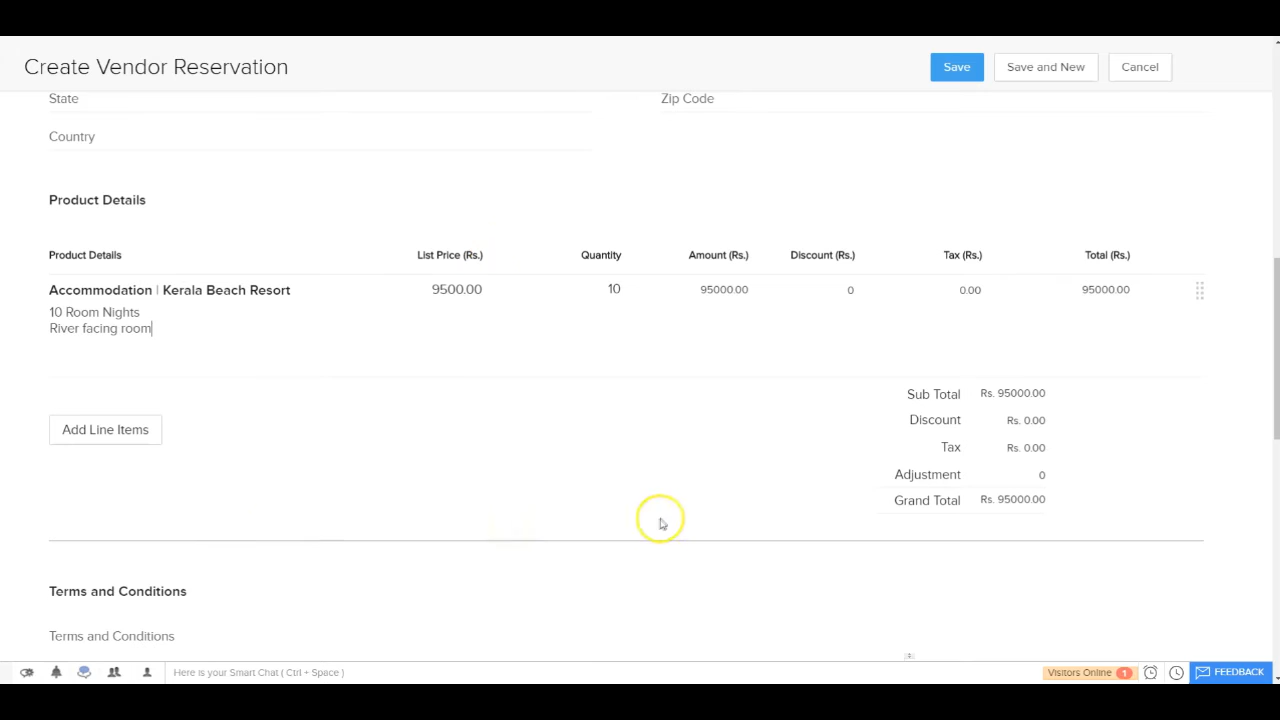 Create Vendor Reservation
Save
Save and New
Cancel
State
Zip Code
Country
Product Details
Product Details List Price (Rs.) Quantity Amount (Rs.) Discount (Rs.) Tax (Rs.) Total (Rs.)
Accommodation | Kerala Beach Resort 9500.00 10 95000.00 0 0.00 95000.00
10 Room Nights
River facing room
Sub Total Rs. 95000.00
Discount Rs. 0.00
Add Line Items
Tax Rs. 0.00
Adjustment 0
Grand Total Rs. 95000.00
Terms and Conditions
Terms and Conditions
Here is your Smart Chat ( Ctrl + Space )
Visitors Online 1
FEEDBACK